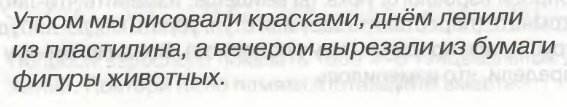 Утром мы рисовали красками, днём лепили
из пластилина, а вечером вырезали из бумаги
фигуры животных.